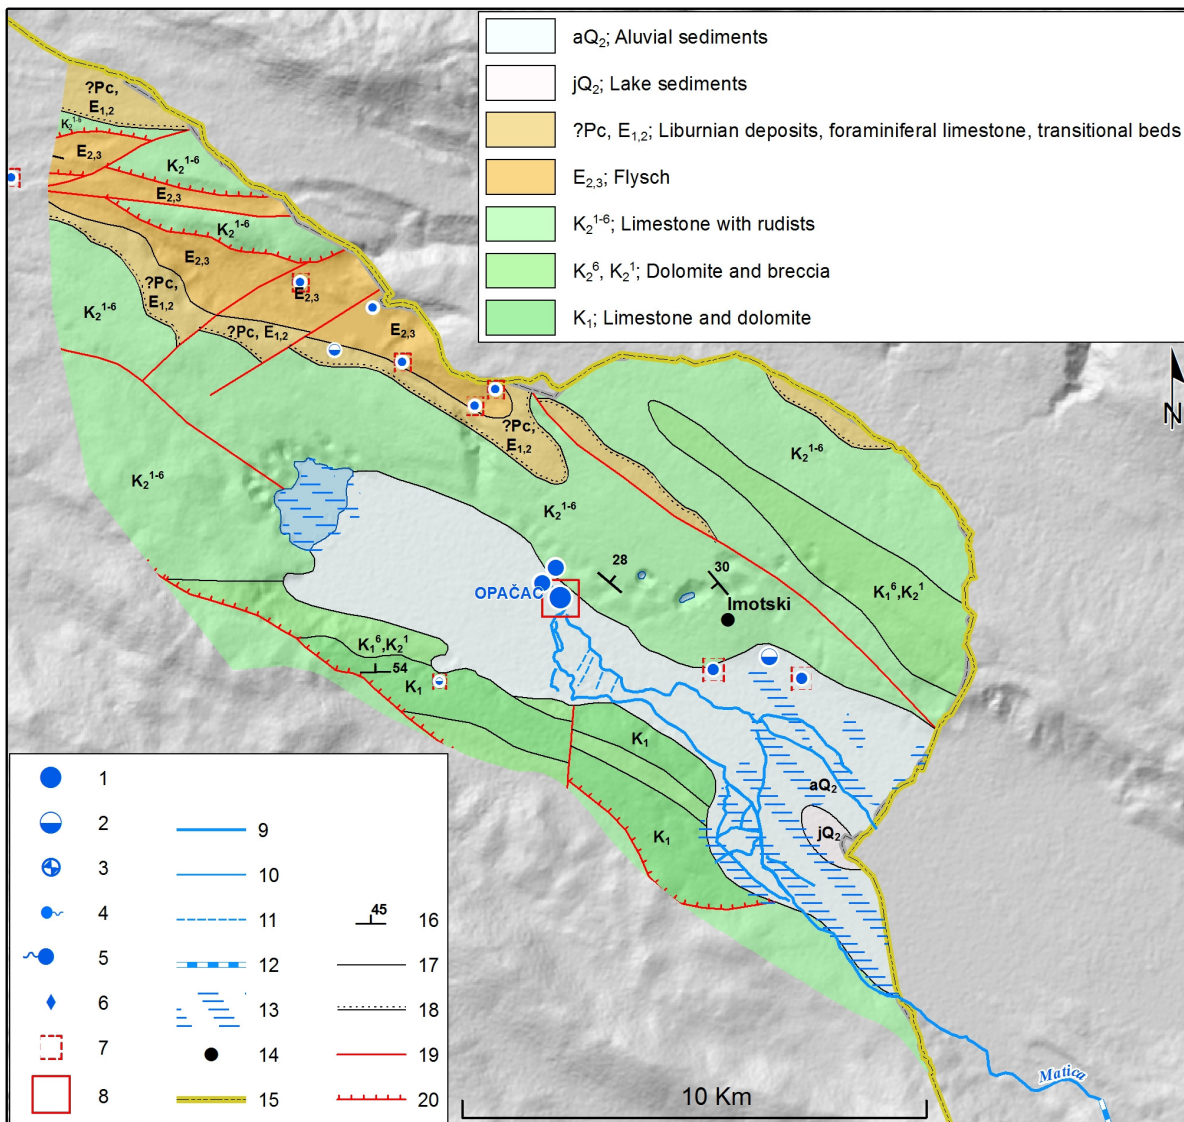 aQ₂; Aluvial sediments
jQ₂; Lake sediments
?Pc, E₁,₂; Liburnian deposits, foraminiferal limestone, transitional beds
E₂,₃; Flysch
K₂¹⁻⁶; Limestone with rudists
K₂⁶, K₂¹; Dolomite and breccia
K₁; Limestone and dolomite
?Pc,
E₁,₂
K₂¹⁻⁶
E₂,₃
K₂¹⁻⁶
E₂,₃
K₂¹⁻⁶
E₂,₃
?Pc,
E₁,₂
K₂¹⁻⁶
E₂,₃
?Pc, E₁,₂
E₂,₃
N
?Pc,
E₁,₂
K₂¹⁻⁶
K₂¹⁻⁶
K₂¹⁻⁶
28
30
OPAČAC
Imotski
K₁⁶,K₂¹
K₁⁶,K₂¹
54
K₁
K₁
aQ₂
jQ₂
K₁
1
2
3
4
5
6
7
8
9
10
11
12
13
14
15
45
16
17
18
19
20
10 Km
Matica